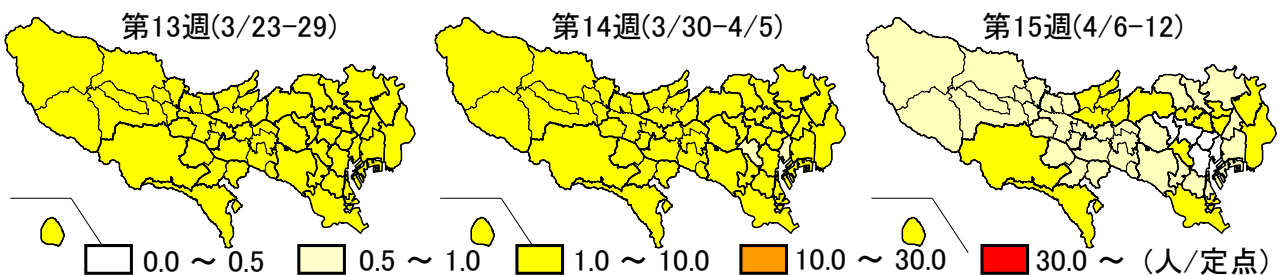 第13週(3/23-29) 第14週(3/30-4/5) 第15週(4/6-12)
0.0 ～ 0.5 0.5 ～ 1.0 1.0 ～ 10.0 10.0 ～ 30.0 30.0 ～ (人/定点)